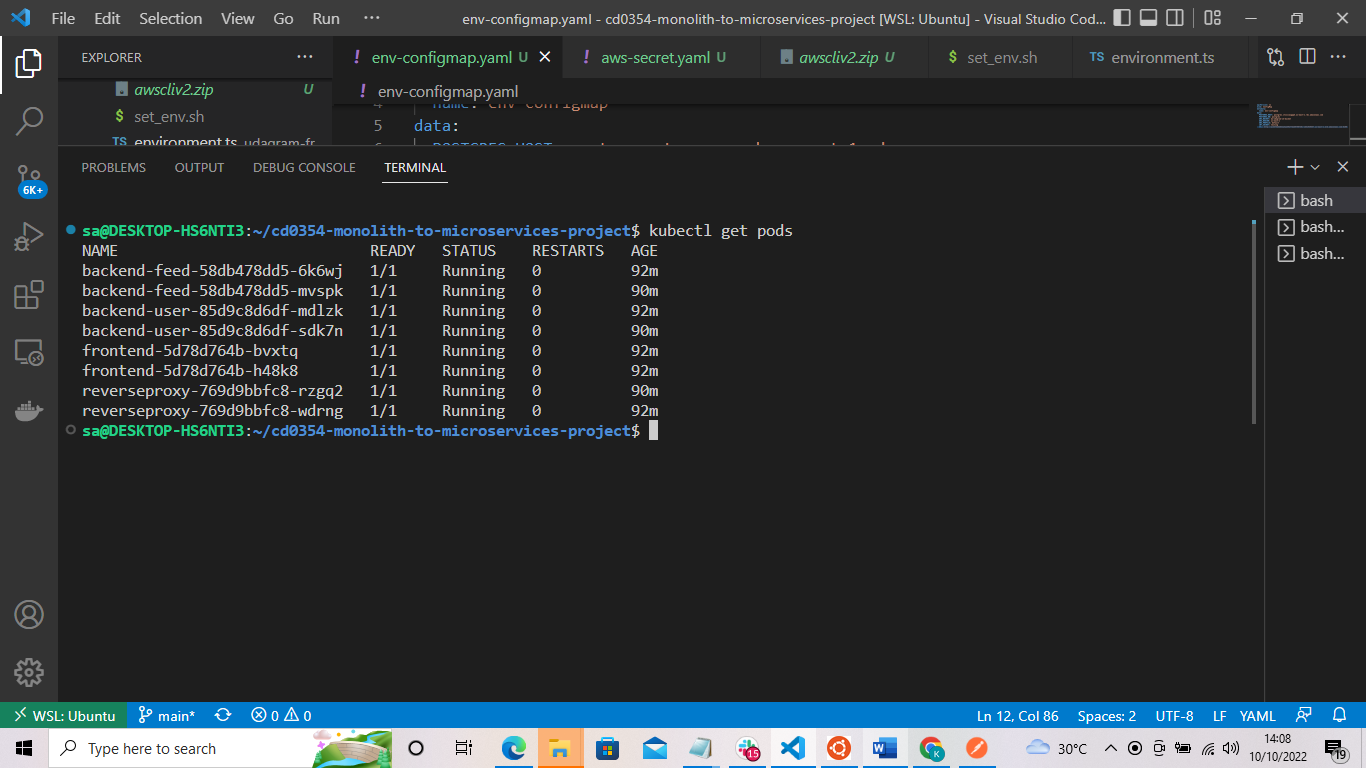 File Edit Selection View Go Run ··· env-configmap.yaml - cd0354-monolith-to-microservices-project [WSL: Ubuntu] - Visual Studio Cod...
EXPLORER ···
env-configmap.yaml U
aws-secret.yaml U
awscliv2.zip U
set_env.sh
TS environment.ts
awscliv2.zip U
env-configmap.yaml
$ set_env.sh
5 data:
TS environment.ts udagram-fr...
PROBLEMS OUTPUT DEBUG CONSOLE TERMINAL
6K+
sa@DESKTOP-HS6NTI3:~/cd0354-monolith-to-microservices-project$ kubectl get pods
NAME READY STATUS RESTARTS AGE
backend-feed-58db478dd5-6k6wj 1/1 Running 0 92m
backend-feed-58db478dd5-mvspk 1/1 Running 0 90m
backend-user-85d9c8d6df-mdlzk 1/1 Running 0 92m
backend-user-85d9c8d6df-sdk7n 1/1 Running 0 90m
frontend-5d78d764b-bvxtq 1/1 Running 0 92m
frontend-5d78d764b-h48k8 1/1 Running 0 92m
reverseproxy-769d9bbfc8-rzgq2 1/1 Running 0 90m
reverseproxy-769d9bbfc8-wdrng 1/1 Running 0 92m
sa@DESKTOP-HS6NTI3:~/cd0354-monolith-to-microservices-project$
bash
bash...
bash...
WSL: Ubuntu main* 0 0 Ln 12, Col 86 Spaces: 2 UTF-8 LF YAML
Type here to search
15
K
30°C
14:08
10/10/2022
19